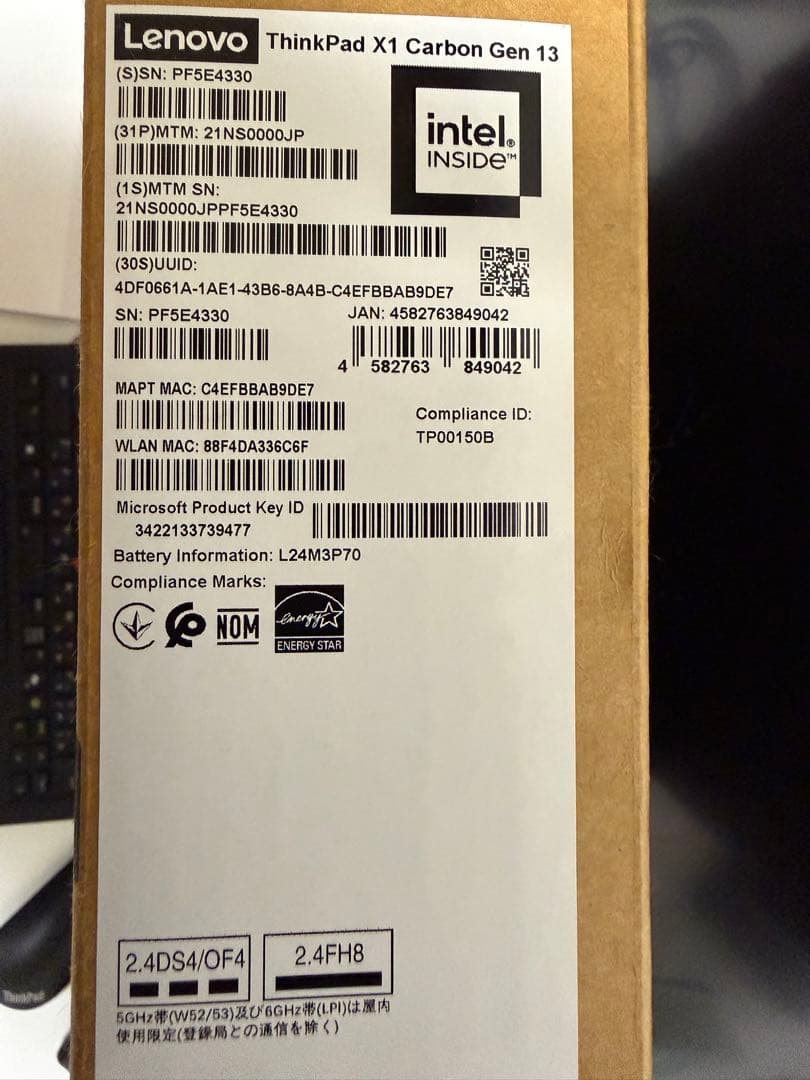 Lenovo ThinkPad X1 Carbon Gen 13
(S)SN: PF5E4330
(31P)MTM: 21NS0000JP
intel®
INSIDE™
(1S)MTM SN:
21NS0000JPPF5E4330
(30S)UUID:
4DF0661A-1AE1-43B6-8A4B-C4EFBBAB9DE7
SN: PF5E4330
JAN: 4582763849042
4 582763 849042
MAPT MAC: C4EFBBAB9DE7
Compliance ID:
TP00150B
WLAN MAC: 88F4DA336C6F
Microsoft Product Key ID
3422133739477
Battery Information: L24M3P70
Compliance Marks:
NOM
energy
ENERGY STAR
2.4DS4/OF4
2.4FH8
5GHz帯(W52/53)及び6GHz帯(LPI)は屋内
使用限定(登録局との通信を除く)
ThinkPad